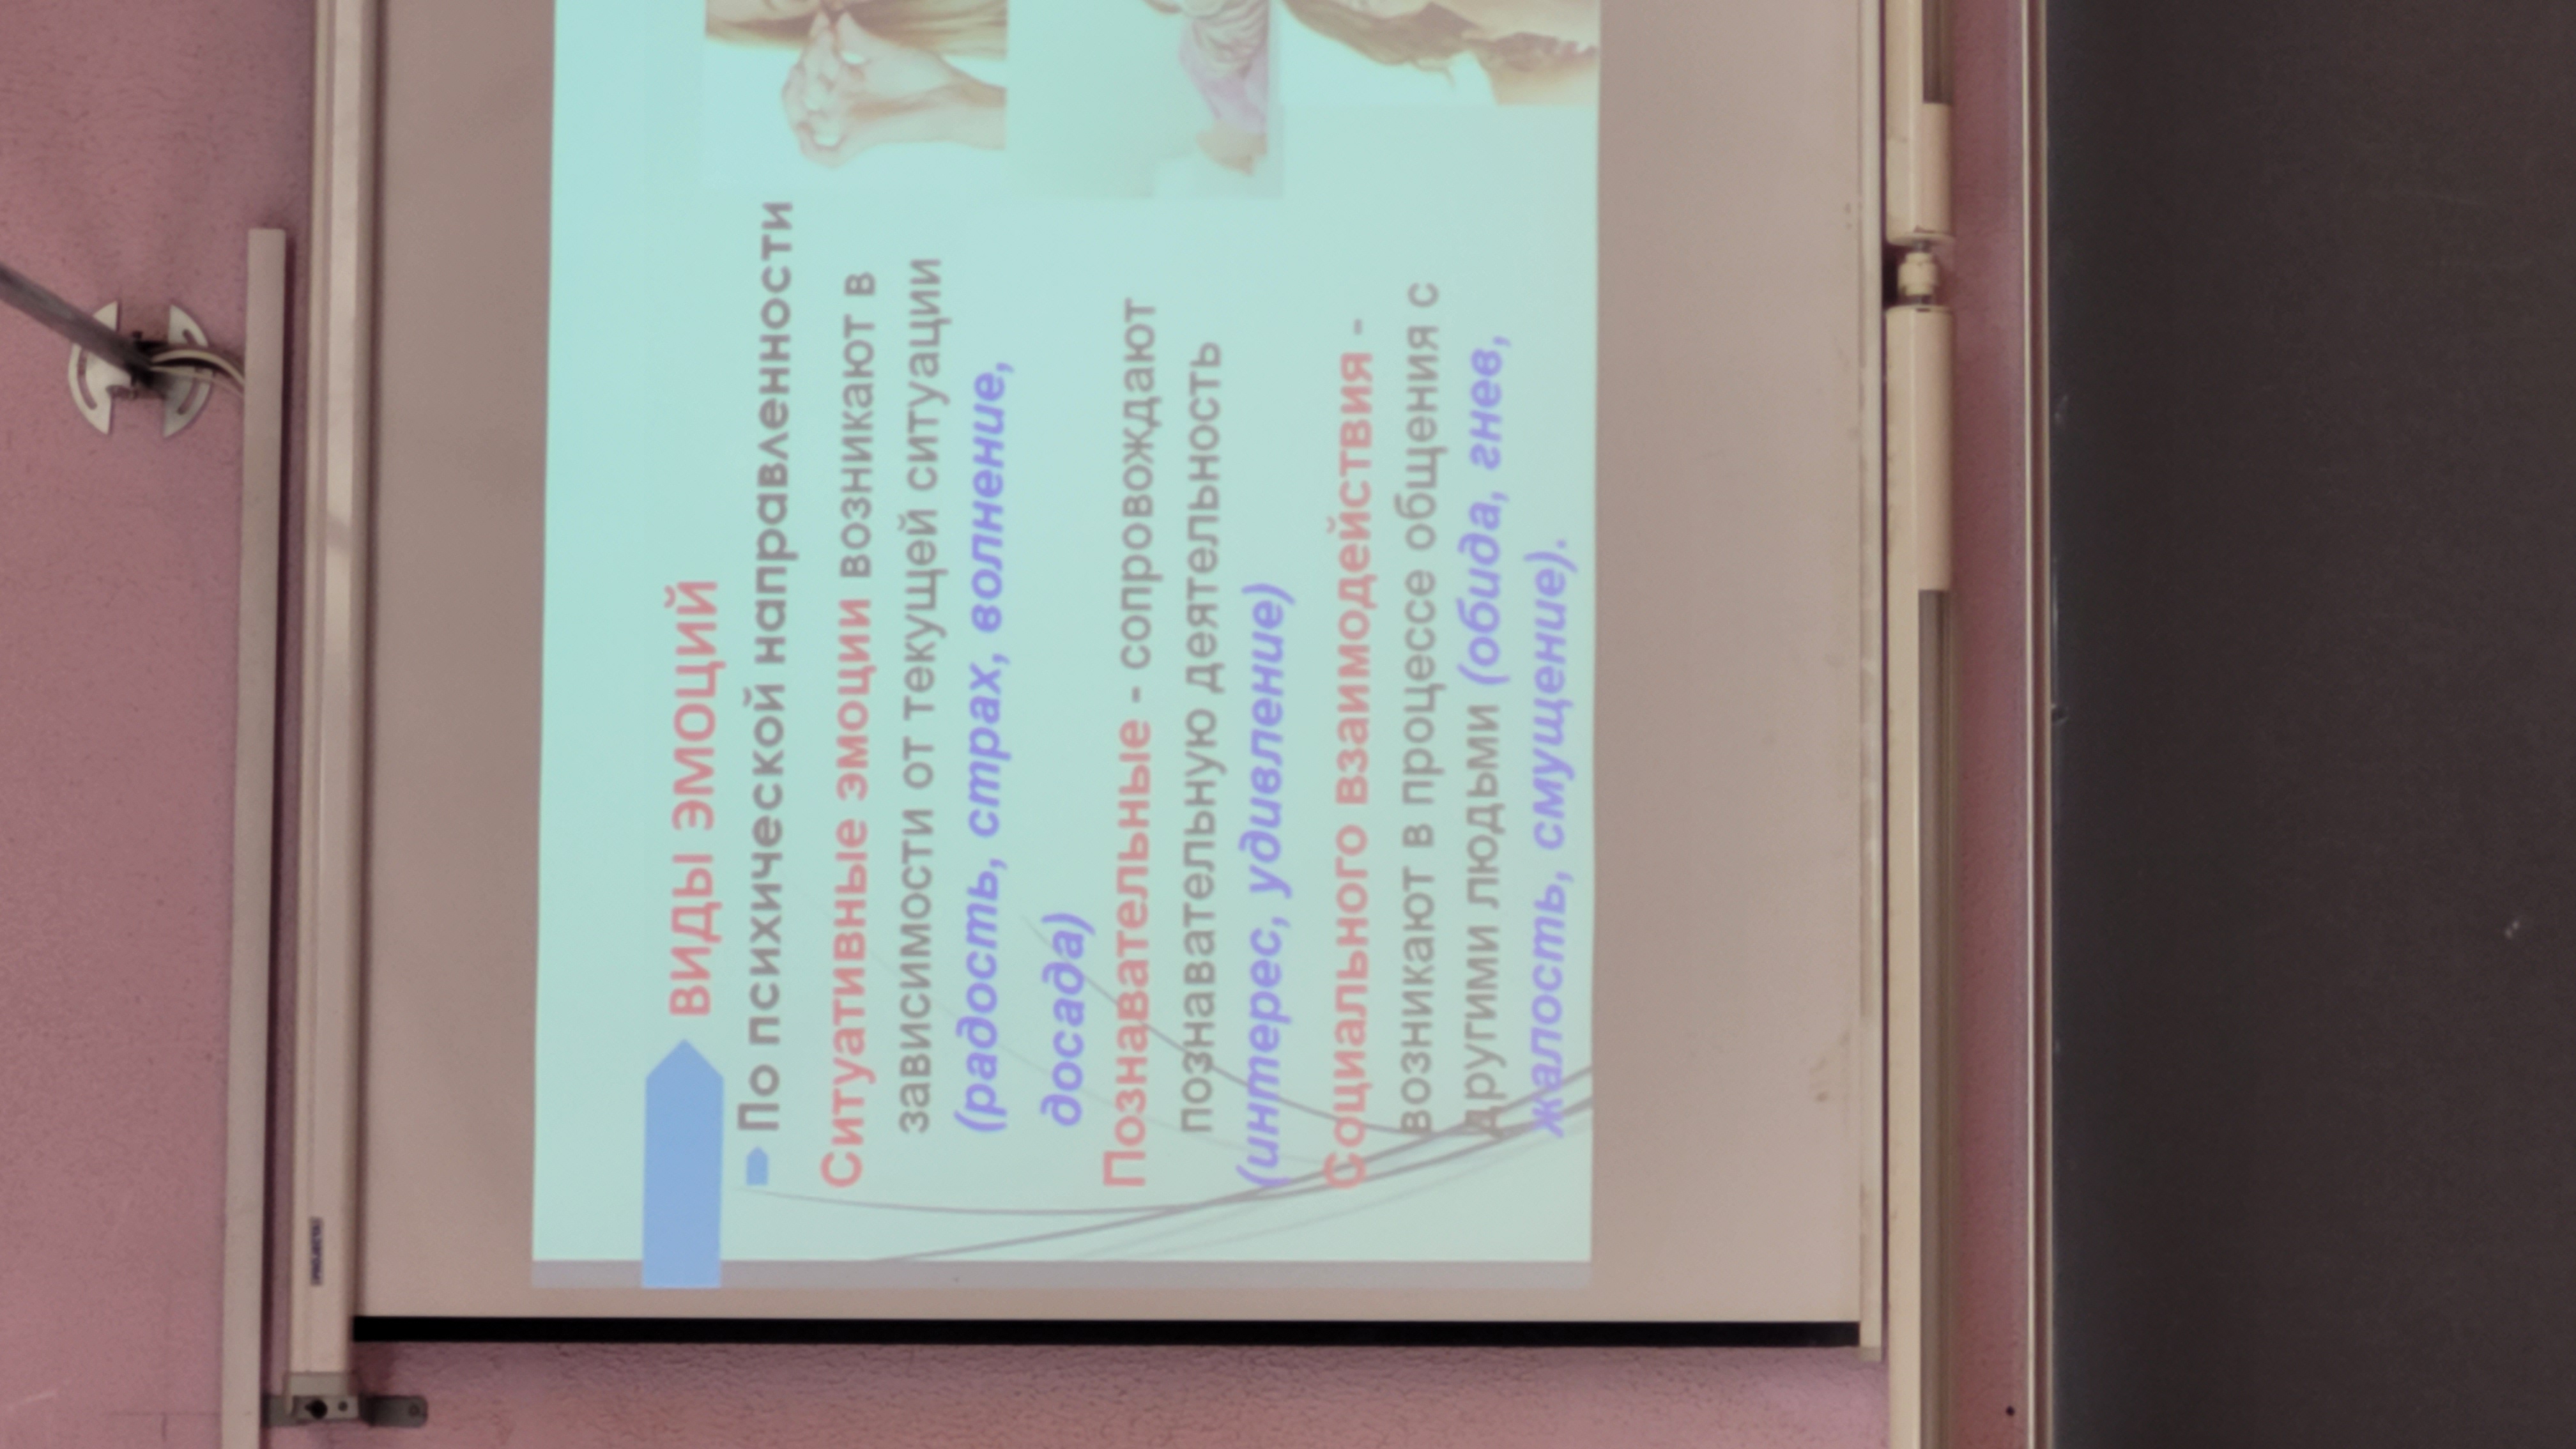 PROJECTA
ВИДЫ ЭМОЦИЙ
По психической направленности
Ситуативные эмоции возникают в
зависимости от текущей ситуации
(радость, страх, волнение,
досада)
Познавательные - сопровождают
познавательную деятельность
(интерес, удивление)
Социального взаимодействия -
возникают в процессе общения с
другими людьми (обида, гнев,
жалость, смущение).